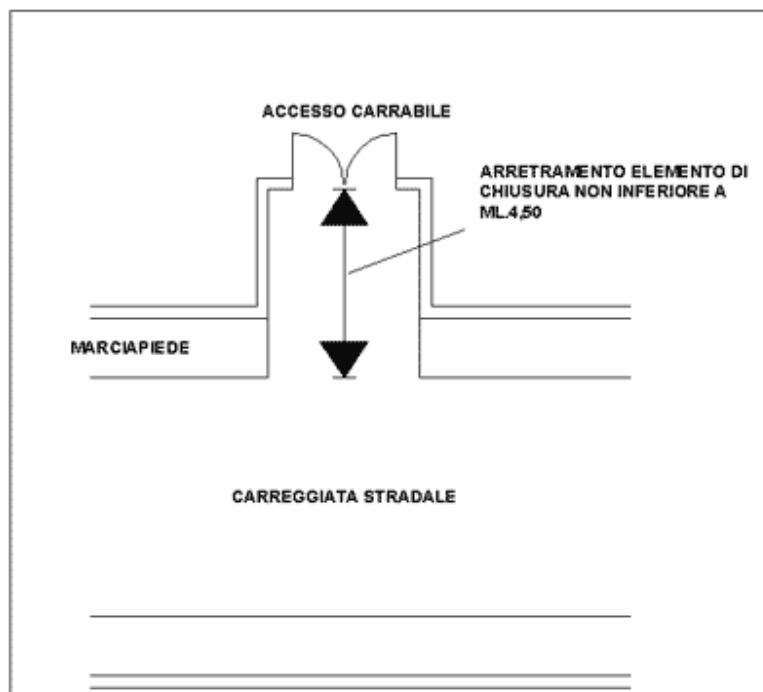 ACCESSO CARRABILE
ARRETRAMENTO ELEMENTO DI
CHIUSURA NON INFERIORE A
ML.4,50
MARCIAPIEDE
CARREGGIATA STRADALE